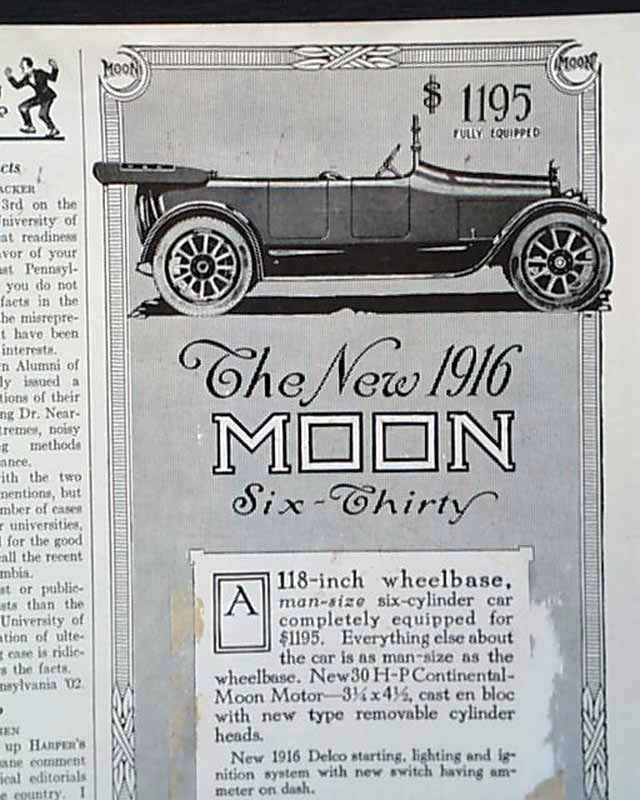 cts
ACKER
3rd on the
niversity of
at readiness
vor of your
st Pennsyl-
you do not
facts in the
he misrepre-
t have been
interests.
n Alumni of
ly issued a
tions of their
ng Dr. Near-
tremes, noisy
g methods
ance.
ith the two
mentions, but
mber of cases
r universities,
l for the good
all the recent
mbia.
st or public-
sts than the
University of
ation of ulte-
g case is ridic-
s the facts.
nsylvania '02.
EN
up HARPER'S
ane comment
ical editorials
e country. I
MOON
MOON
$ 1195
FULLY EQUIPPED
The New 1916
MOON
Six-Thirty
A 118-inch wheelbase,
man-size six-cylinder car
completely equipped for
$1195. Everything else about
the car is as man-size as the
wheelbase. New 30 H-P Continental-
Moon Motor—3¼ x 4½, cast en bloc
with new type removable cylinder
heads.
New 1916 Delco starting, lighting and ig-
nition system with new switch having am-
meter on dash.